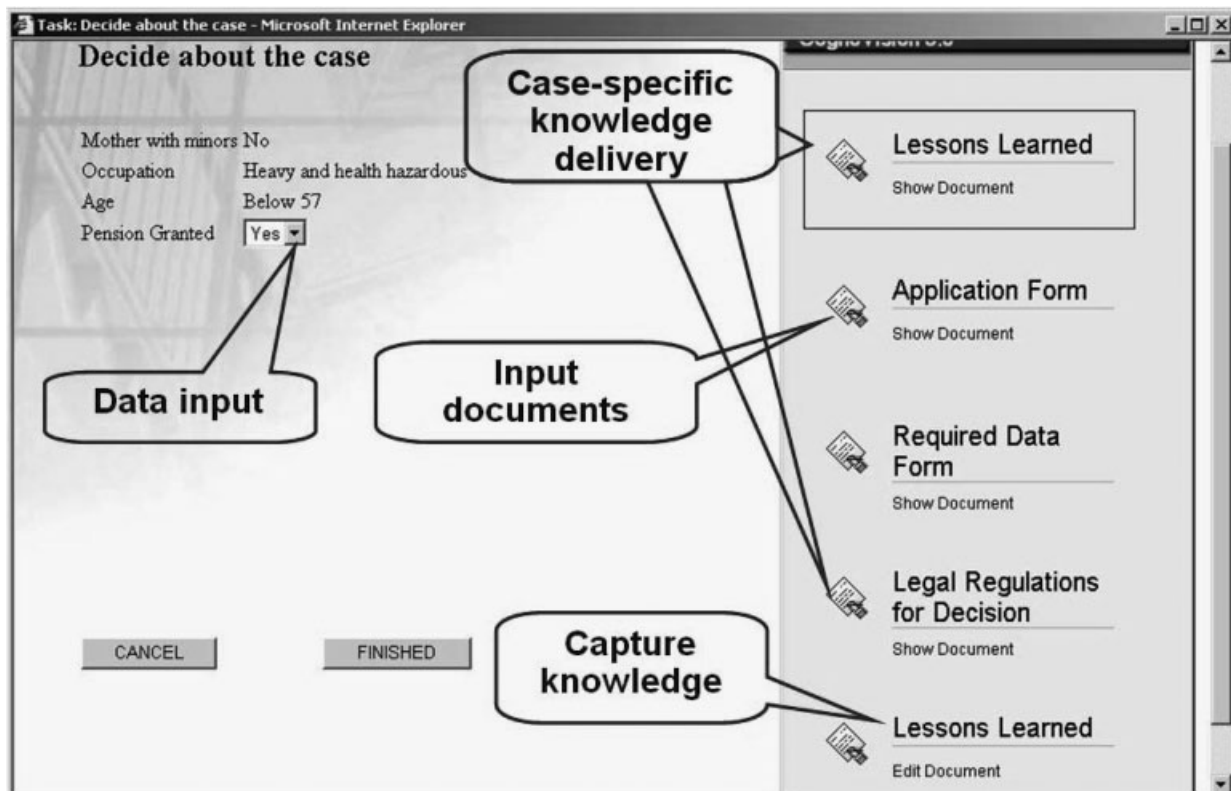 Task: Decide about the case - Microsoft Internet Explorer
Decide about the case
Mother with minors No
Occupation Heavy and health hazardous
Age Below 57
Pension Granted Yes
Data input
CANCEL
FINISHED
Case-specific
knowledge
delivery
Input
documents
Capture
knowledge
Lessons Learned
Show Document
Application Form
Show Document
Required Data
Form
Show Document
Legal Regulations
for Decision
Show Document
Lessons Learned
Edit Document